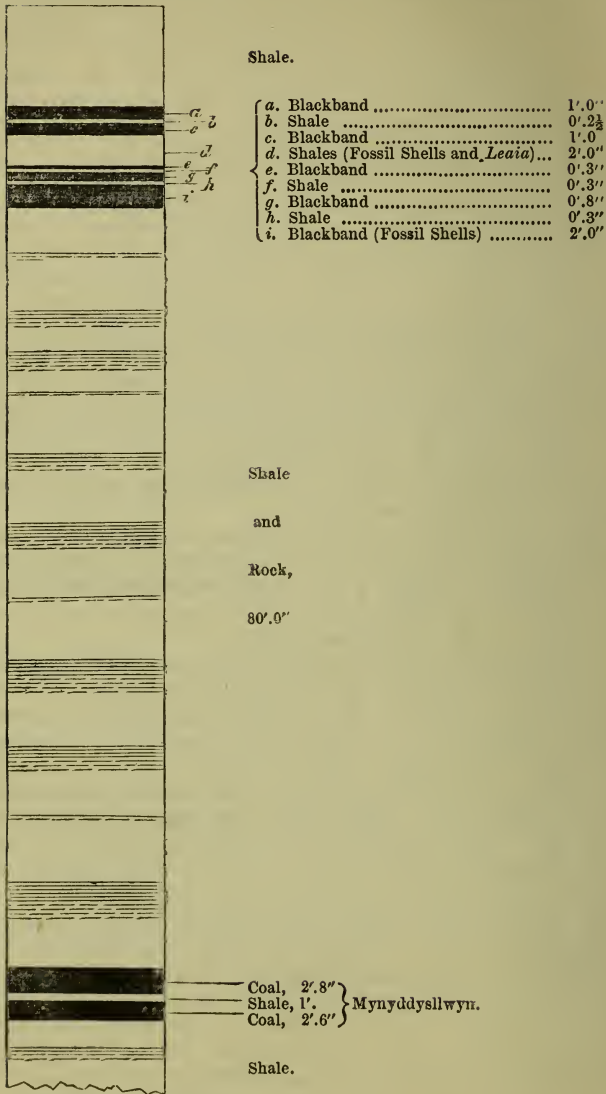 Shale.
a
b
c
d
e
f
g
h
i
a. Blackband ................................ 1'.0"
b. Shale ..................................... 0'.2½
c. Blackband ................................ 1'.0
d. Shales (Fossil Shells and Leaia)... 2'.0"
e. Blackband ................................ 0'.3"
f. Shale ..................................... 0'.3"
g. Blackband ................................ 0'.8"
h. Shale ..................................... 0'.3"
i. Blackband (Fossil Shells) ............ 2'.0"
Shale
and
Rock,
80'.0"
Coal, 2'.8"
Shale, 1'.
Coal, 2'.6"
Mynyddysllwyn.
Shale.